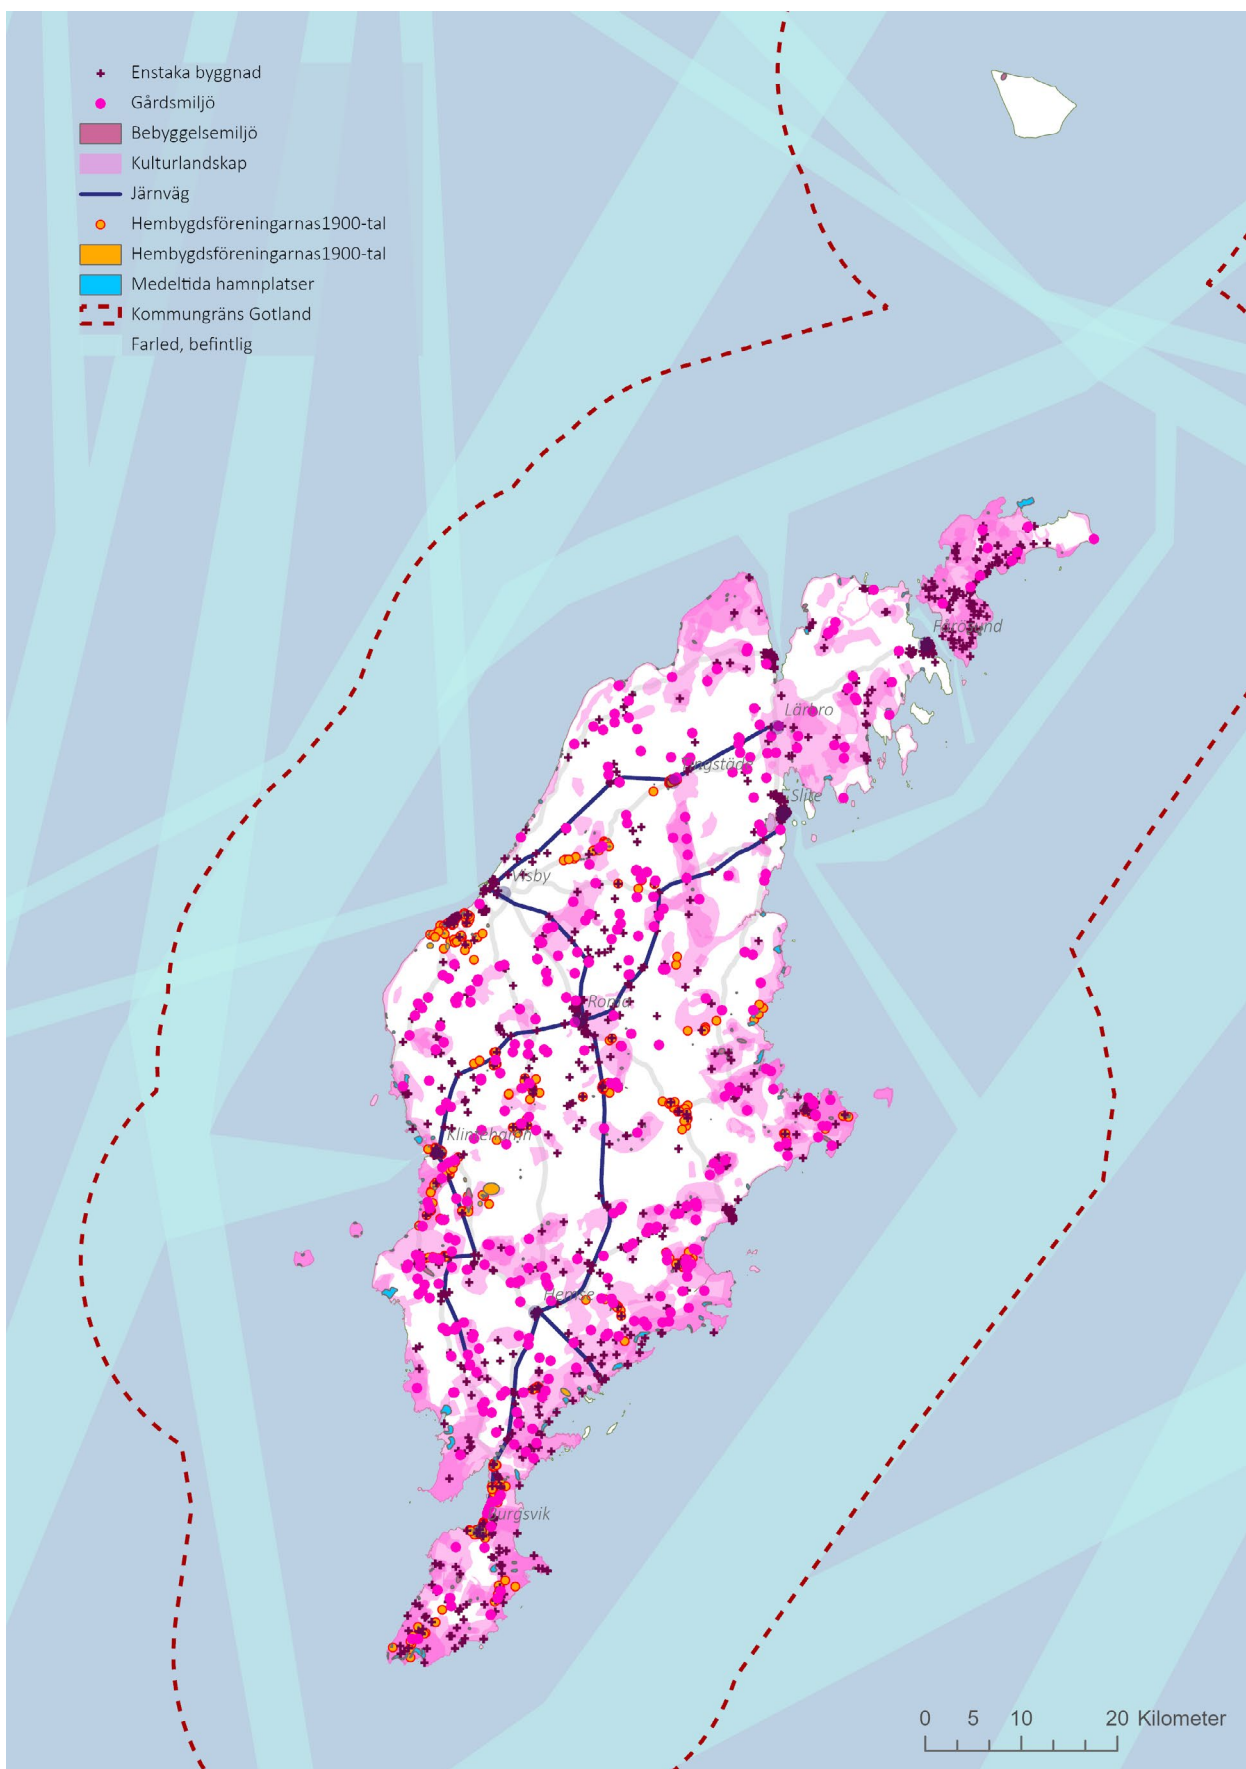 Enstaka byggnad
Gårdsmiljö
Bebyggelsemiljö
Kulturlandskap
Järnväg
Hembygdsföreningarnas1900-tal
Hembygdsföreningarnas1900-tal
Medeltida hamnplatser
Kommungräns Gotland
Farled, befintlig
Fårösund
Lärbro
Tingstäde
Slite
Visby
Roma
Klintehamn
Hemse
Burgsvik
0 5 10 20 Kilometer